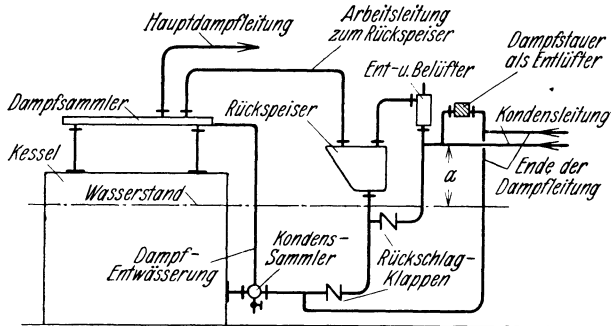 Hauptdampfleitung
Arbeitsleitung
zum Rückspeiser
Dampfstauer
als Entlüfter
Ent-u. Belüfter
Dampfsammler
Rückspeiser
Kondensleitung
Kessel
a
Ende der
Dampfleitung
Wasserstand
Dampf-
Entwässerung
Kondens-
Sammler
Rückschlag-
Klappen